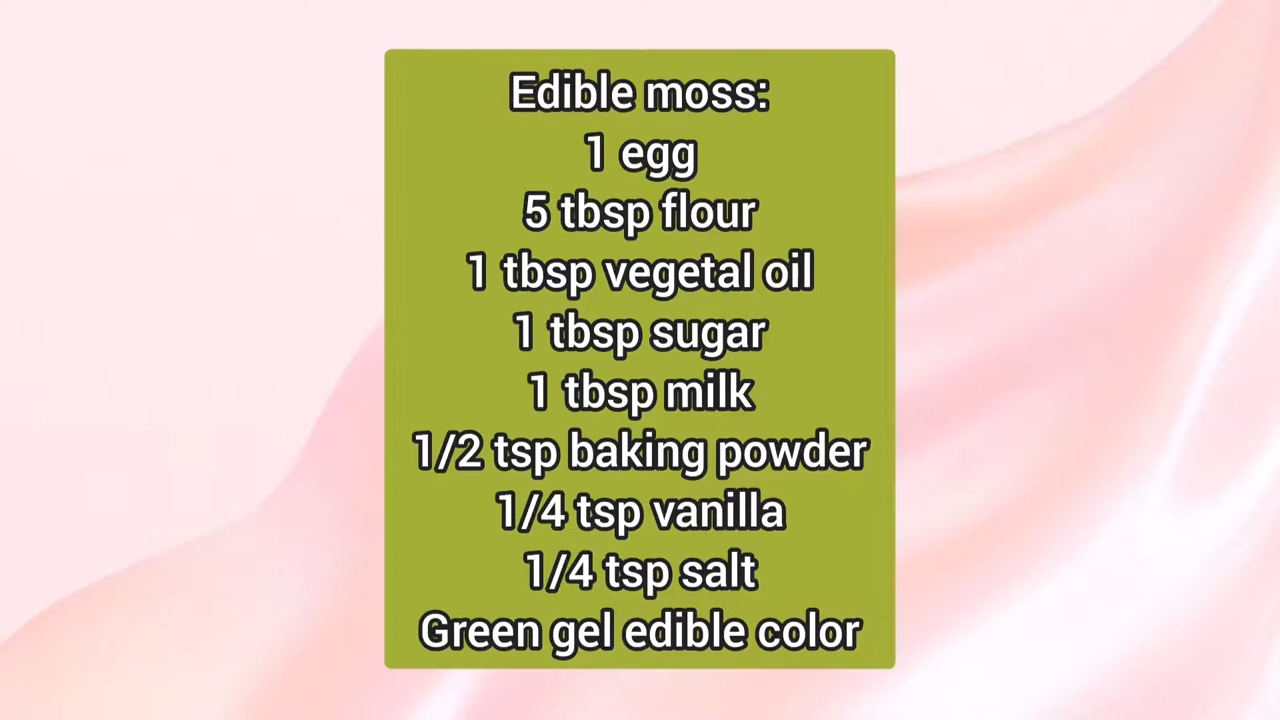 Edible moss:
1 egg
5 tbsp flour
1 tbsp vegetal oil
1 tbsp sugar
1 tbsp milk
1/2 tsp baking powder
1/4 tsp vanilla
1/4 tsp salt
Green gel edible color